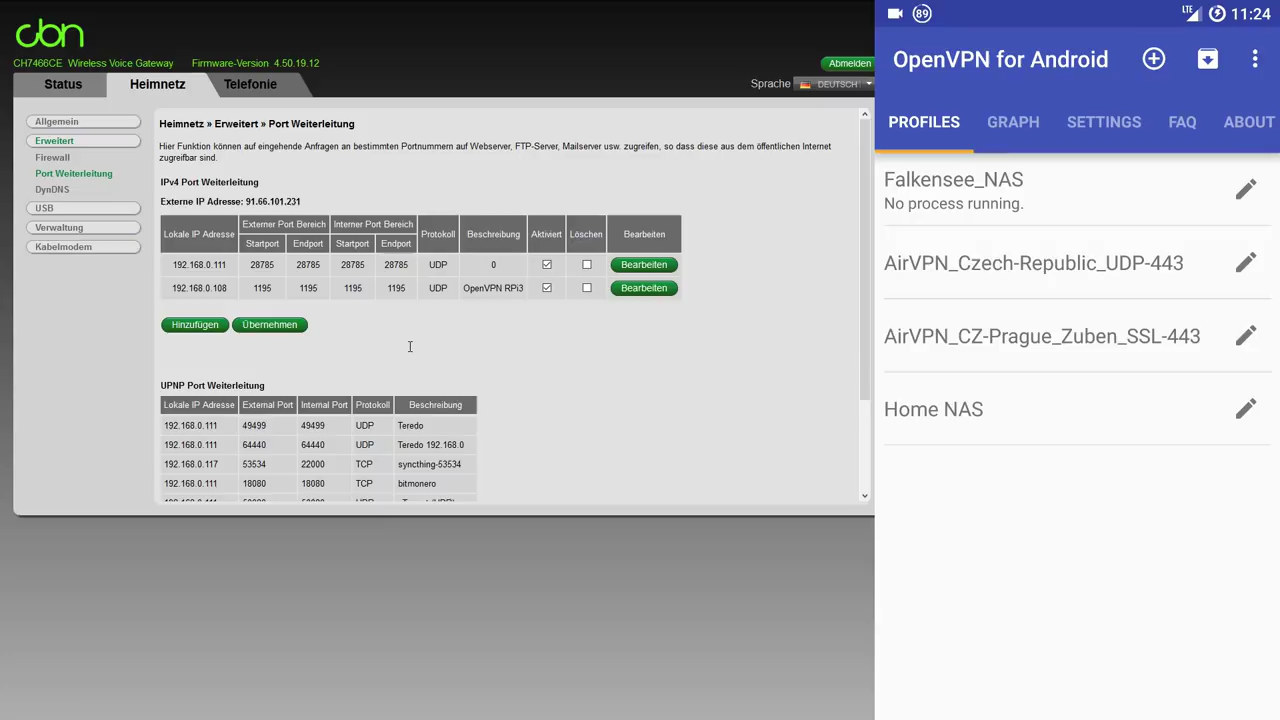 cbn
CH7466CE Wireless Voice Gateway Firmware-Version 4.50.19.12
Abmelden
Status Heimnetz Telefonie
Sprache DEUTSCH
Allgemein
Erweitert
Firewall
Port Weiterleitung
DynDNS
USB
Verwaltung
Kabelmodem
Heimnetz » Erweitert » Port Weiterleitung
Hier Funktion können auf eingehende Anfragen an bestimmten Portnummern auf Webserver, FTP-Server, Mailserver usw. zugreifen, so dass diese aus dem öffentlichen Internet
zugreifbar sind.
IPv4 Port Weiterleitung
Externe IP Adresse: 91.66.101.231
Lokale IP Adresse Externer Port Bereich Interner Port Bereich Protokoll Beschreibung Aktiviert Löschen Bearbeiten
Startport Endport Startport Endport
192.168.0.111 28785 28785 28785 28785 UDP 0 Bearbeiten
192.168.0.108 1195 1195 1195 1195 UDP OpenVPN RPi3 Bearbeiten
Hinzufügen Übernehmen
UPNP Port Weiterleitung
Lokale IP Adresse External Port Internal Port Protokoll Beschreibung
192.168.0.111 49499 49499 UDP Teredo
192.168.0.111 64440 64440 UDP Teredo 192.168.0
192.168.0.117 53534 22000 TCP syncthing-53534
192.168.0.111 18080 18080 TCP bitmonero
89 LTE 11:24
OpenVPN for Android
PROFILES GRAPH SETTINGS FAQ ABOUT
Falkensee_NAS
No process running.
AirVPN_Czech-Republic_UDP-443
AirVPN_CZ-Prague_Zuben_SSL-443
Home NAS